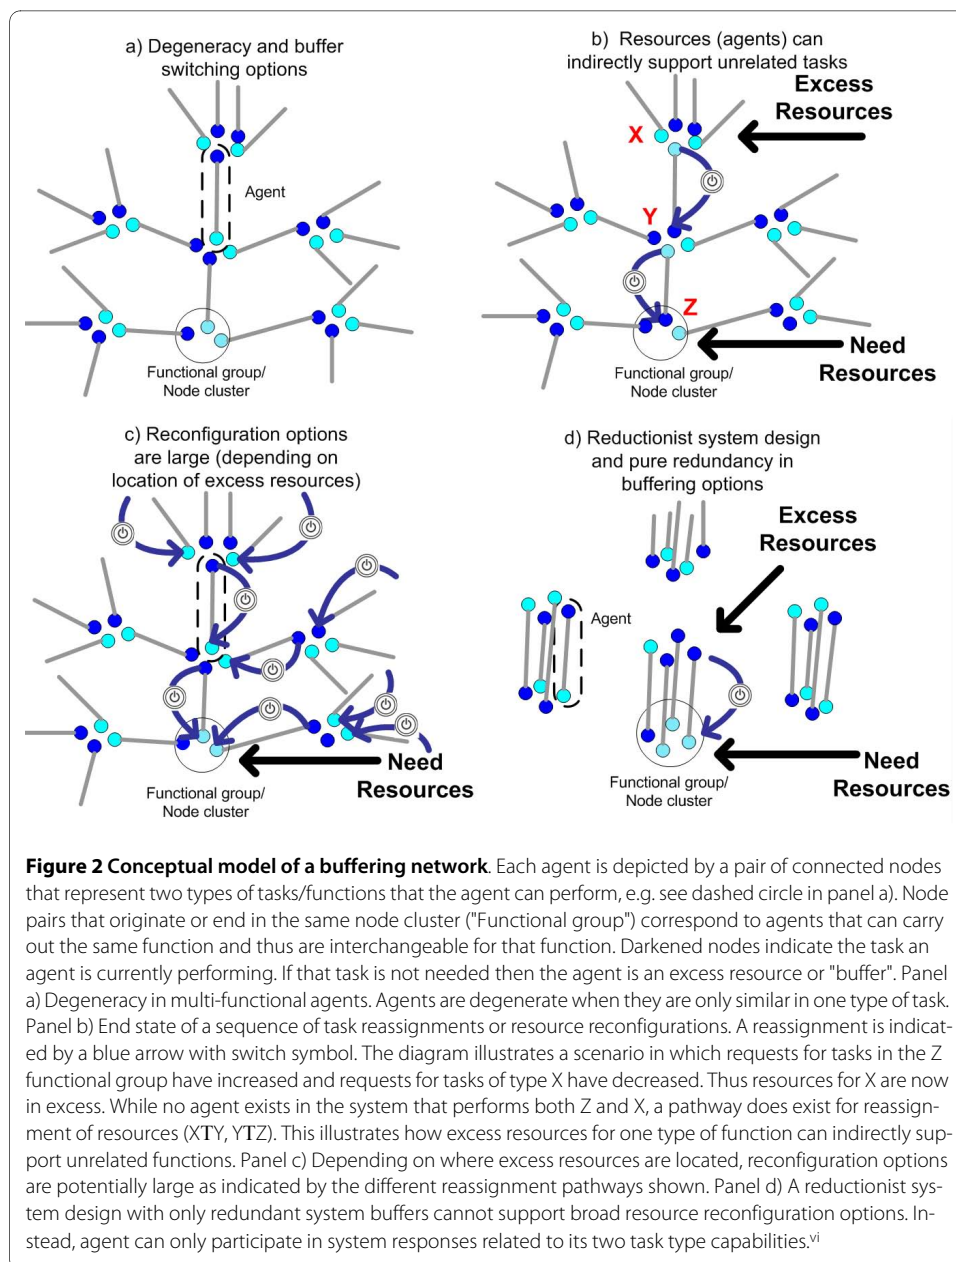 a) Degeneracy and buffer
switching options
Agent
Functional group/
Node cluster
b) Resources (agents) can
indirectly support unrelated tasks
Excess
Resources
X
Y
Z
Need
Resources
Functional group/
Node cluster
c) Reconfiguration options
are large (depending on
location of excess resources)
Need
Resources
Functional group/
Node cluster
d) Reductionist system design
and pure redundancy in
buffering options
Excess
Resources
Agent
Need
Resources
Functional group/
Node cluster
Figure 2 Conceptual model of a buffering network. Each agent is depicted by a pair of connected nodes
that represent two types of tasks/functions that the agent can perform, e.g. see dashed circle in panel a). Node
pairs that originate or end in the same node cluster ("Functional group") correspond to agents that can carry
out the same function and thus are interchangeable for that function. Darkened nodes indicate the task an
agent is currently performing. If that task is not needed then the agent is an excess resource or "buffer". Panel
a) Degeneracy in multi-functional agents. Agents are degenerate when they are only similar in one type of task.
Panel b) End state of a sequence of task reassignments or resource reconfigurations. A reassignment is indicat-
ed by a blue arrow with switch symbol. The diagram illustrates a scenario in which requests for tasks in the Z
functional group have increased and requests for tasks of type X have decreased. Thus resources for X are now
in excess. While no agent exists in the system that performs both Z and X, a pathway does exist for reassign-
ment of resources (XTY, YTZ). This illustrates how excess resources for one type of function can indirectly sup-
port unrelated functions. Panel c) Depending on where excess resources are located, reconfiguration options
are potentially large as indicated by the different reassignment pathways shown. Panel d) A reductionist sys-
tem design with only redundant system buffers cannot support broad resource reconfiguration options. In-
stead, agent can only participate in system responses related to its two task type capabilities.vi